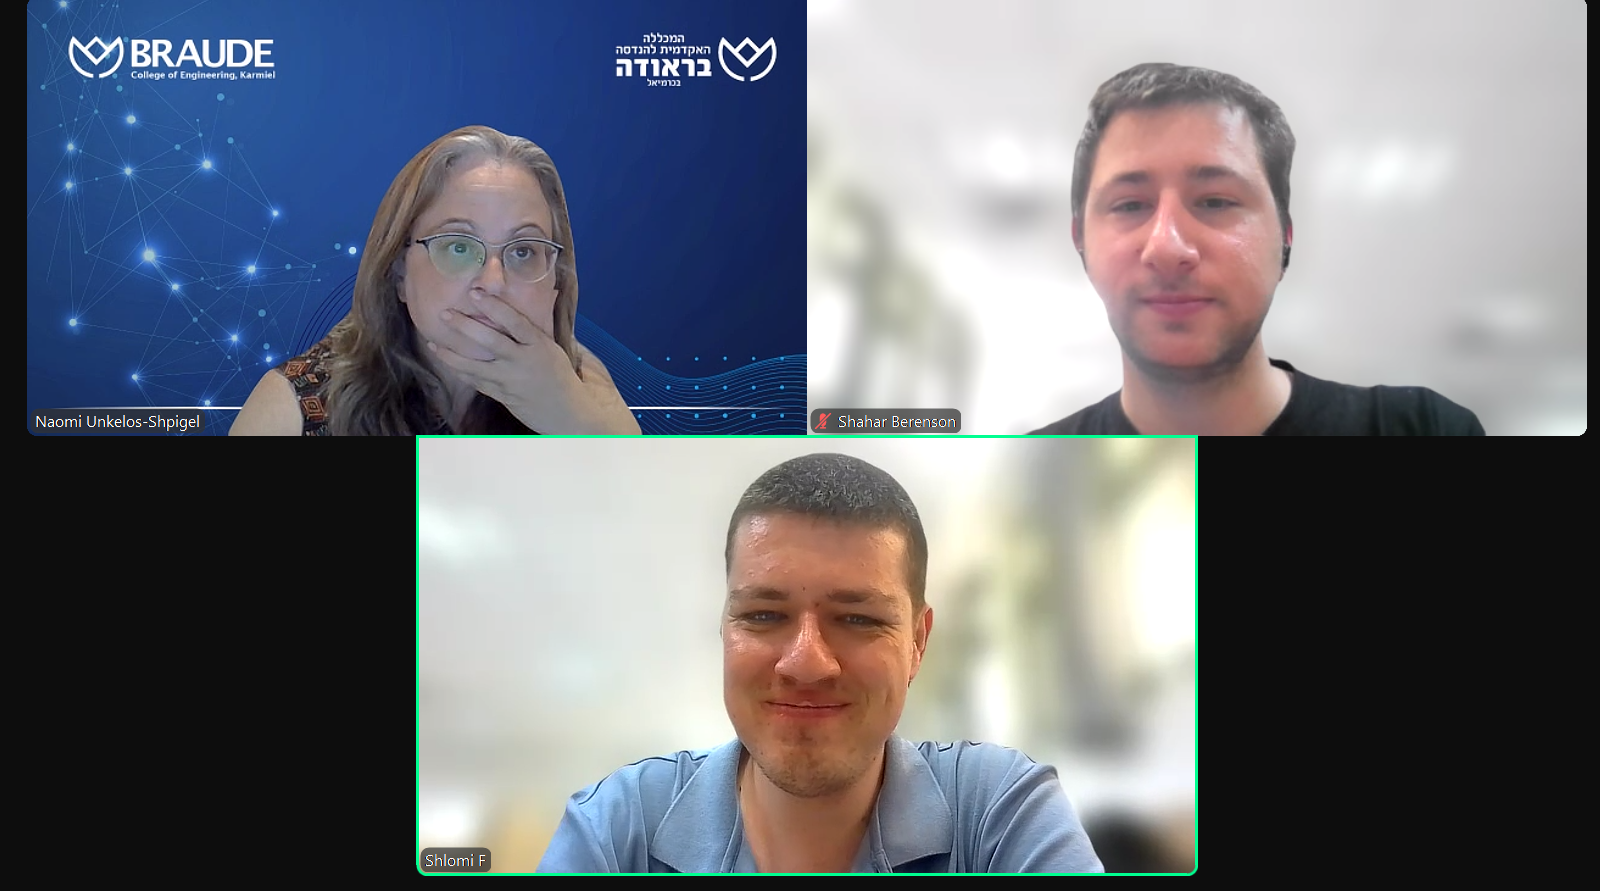 BRAUDE
College of Engineering, Karmiel
המכללה
האקדמית להנדסה
בראודה
בכרמיאל
Naomi Unkelos-Shpigel
Shahar Berenson
Shlomi F